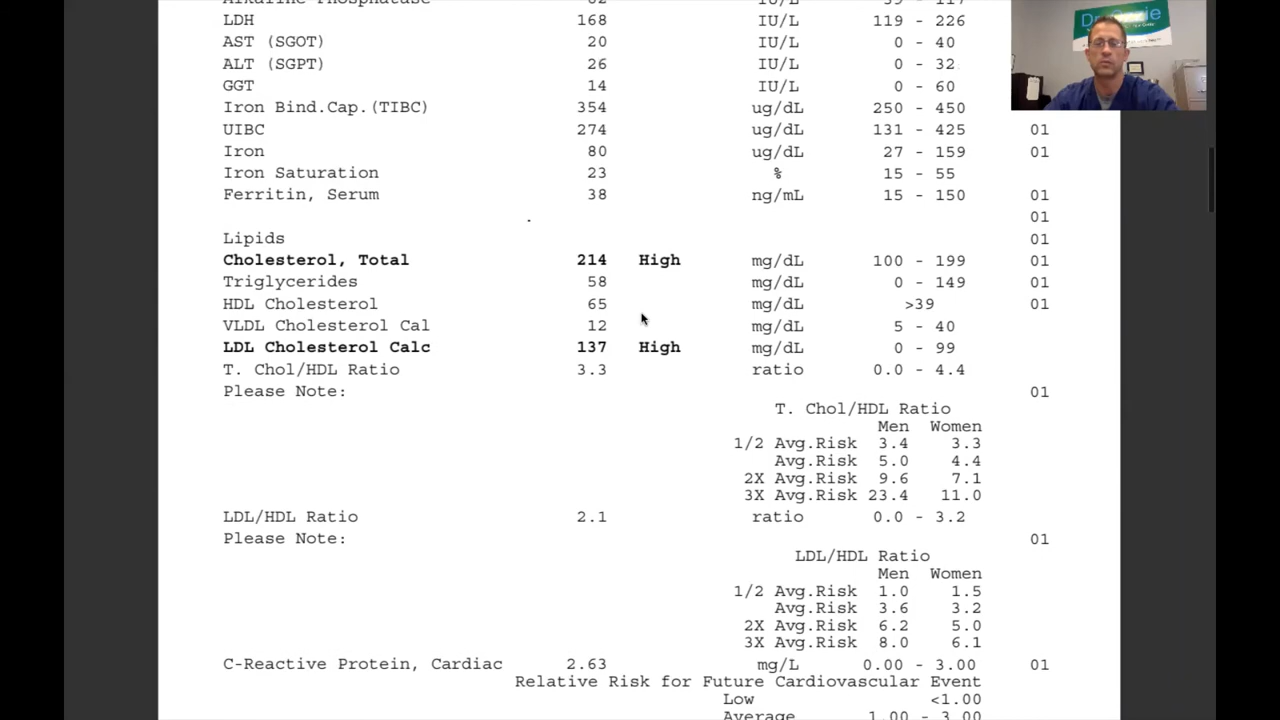 Alkaline Phosphatase 62 IU/L 39 - 117
LDH 168 IU/L 119 - 226
AST (SGOT) 20 IU/L 0 - 40
ALT (SGPT) 26 IU/L 0 - 32
GGT 14 IU/L 0 - 60
Iron Bind.Cap.(TIBC) 354 ug/dL 250 - 450
UIBC 274 ug/dL 131 - 425 01
Iron 80 ug/dL 27 - 159 01
Iron Saturation 23 % 15 - 55
Ferritin, Serum 38 ng/mL 15 - 150 01
01
Lipids 01
Cholesterol, Total 214 High mg/dL 100 - 199 01
Triglycerides 58 mg/dL 0 - 149 01
HDL Cholesterol 65 mg/dL >39 01
VLDL Cholesterol Cal 12 mg/dL 5 - 40
LDL Cholesterol Calc 137 High mg/dL 0 - 99
T. Chol/HDL Ratio 3.3 ratio 0.0 - 4.4
Please Note: 01
T. Chol/HDL Ratio
Men Women
1/2 Avg.Risk 3.4 3.3
Avg.Risk 5.0 4.4
2X Avg.Risk 9.6 7.1
3X Avg.Risk 23.4 11.0
LDL/HDL Ratio 2.1 ratio 0.0 - 3.2
Please Note: 01
LDL/HDL Ratio
Men Women
1/2 Avg.Risk 1.0 1.5
Avg.Risk 3.6 3.2
2X Avg.Risk 6.2 5.0
3X Avg.Risk 8.0 6.1
C-Reactive Protein, Cardiac 2.63 mg/L 0.00 - 3.00 01
Relative Risk for Future Cardiovascular Event
Low <1.00
Average 1.00 - 3.00